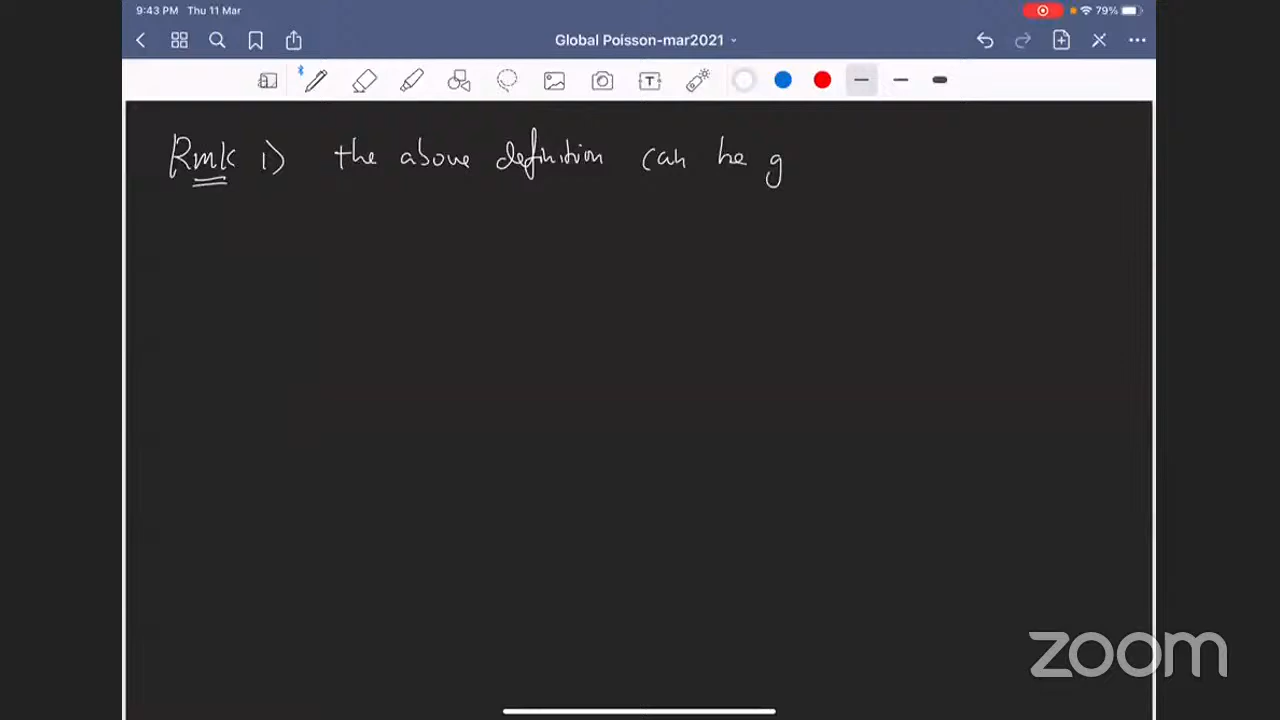 9:43 PM Thu 11 Mar
79%
Global Poisson-mar2021
Rmk 1) the above definition can be g
zoom